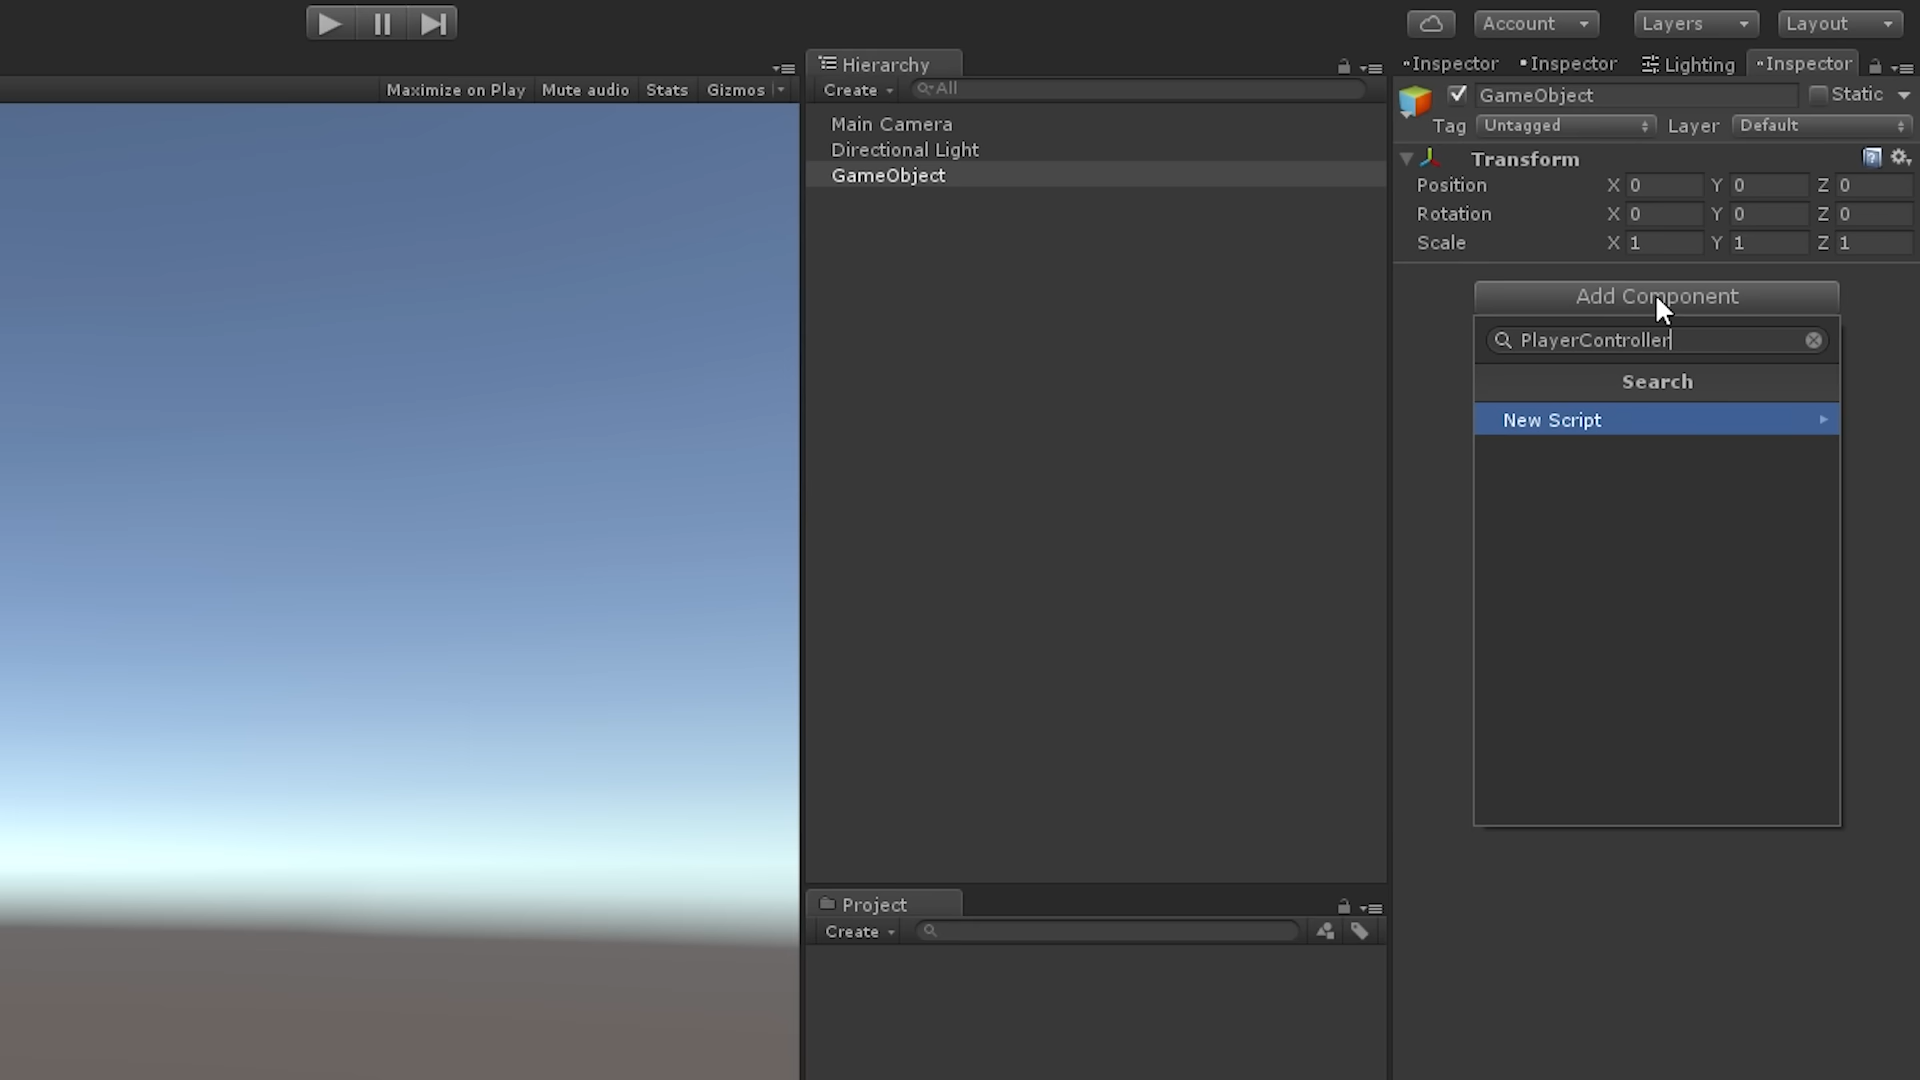 Account
Layers
Layout
Maximize on Play
Mute audio
Stats
Gizmos
Hierarchy
Create
All
Main Camera
Directional Light
GameObject
Project
Create
Inspector
Inspector
Lighting
Inspector
GameObject
Static
Tag
Untagged
Layer
Default
Transform
Position X 0 Y 0 Z 0
Rotation X 0 Y 0 Z 0
Scale X 1 Y 1 Z 1
Add Component
PlayerController
Search
New Script